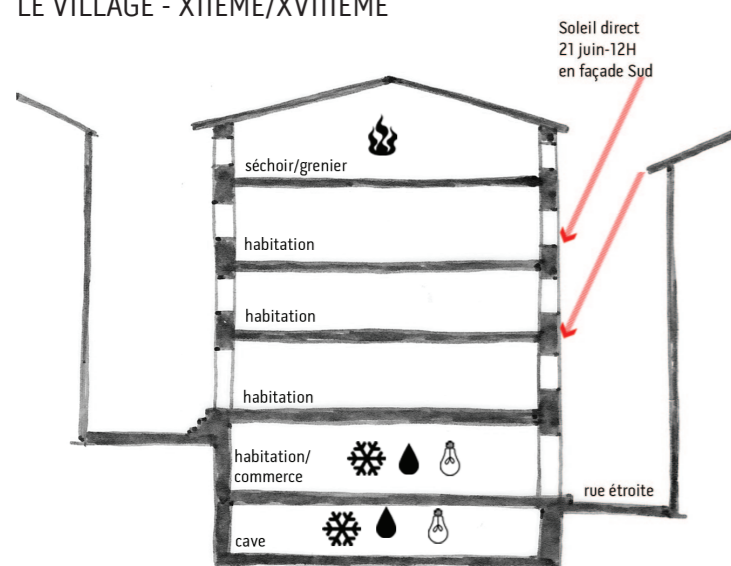 LE VILLAGE - XIIEME/XVIIIEME
Soleil direct
21 juin-12H
en façade Sud
séchoir/grenier
habitation
habitation
habitation
habitation/
commerce
rue étroite
cave